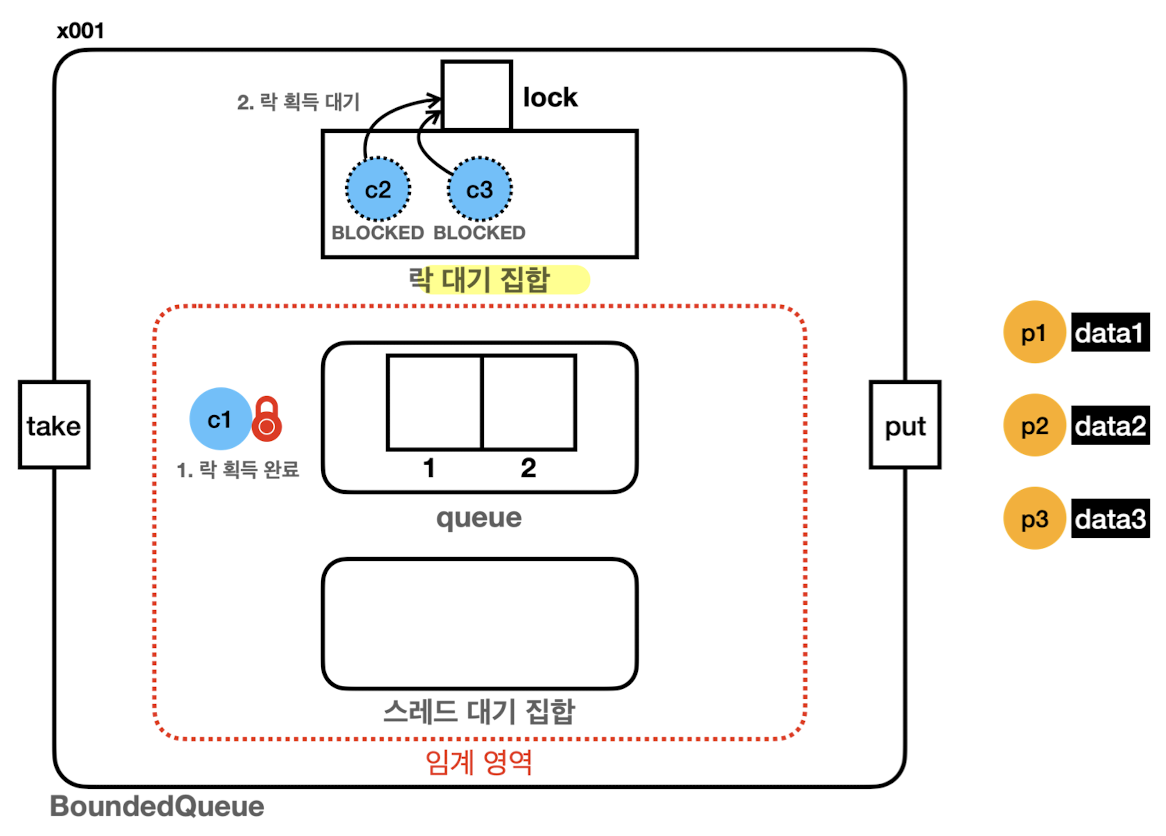 x001
2. 락 획득 대기
lock
c2
c3
BLOCKED
BLOCKED
락 대기 집합
take
c1
1. 락 획득 완료
1
2
queue
스레드 대기 집합
임계 영역
put
p1
data1
p2
data2
p3
data3
BoundedQueue